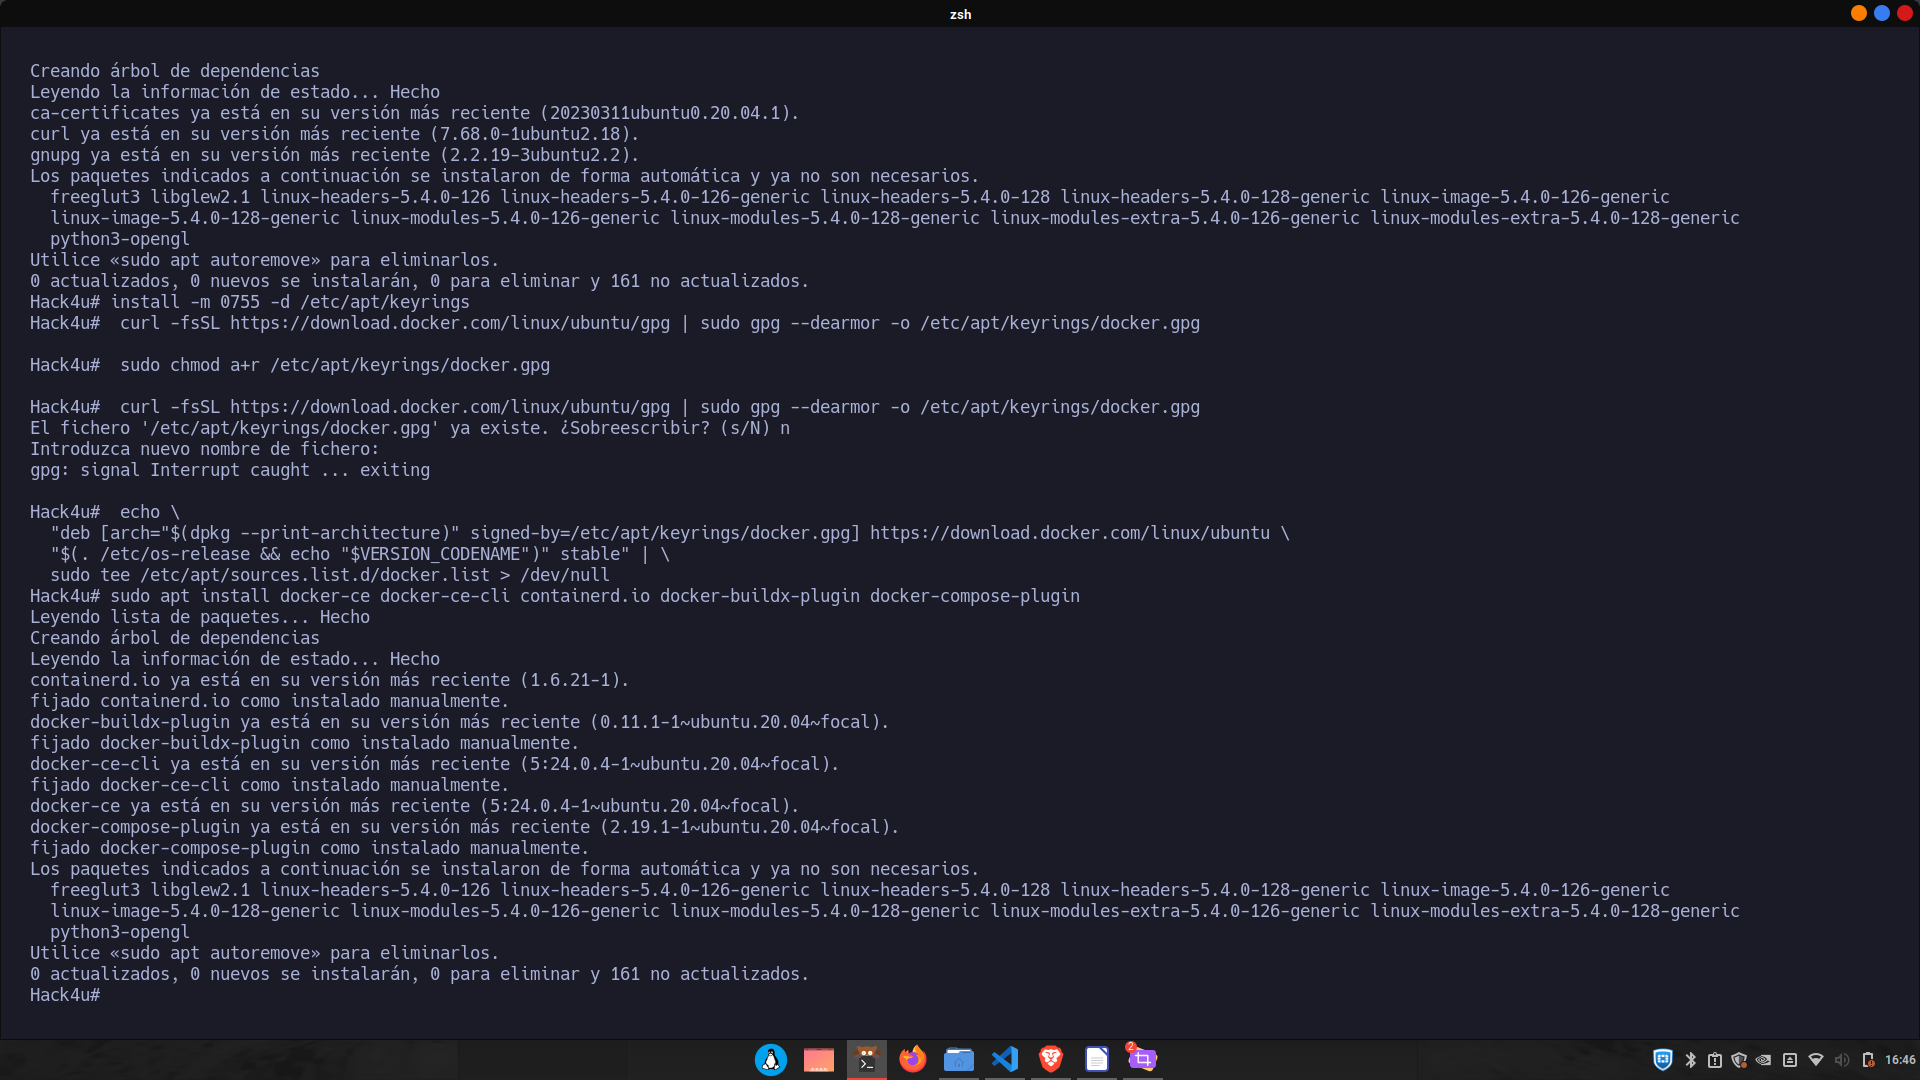 zsh
Creando árbol de dependencias
Leyendo la información de estado... Hecho
ca-certificates ya está en su versión más reciente (20230311ubuntu0.20.04.1).
curl ya está en su versión más reciente (7.68.0-1ubuntu2.18).
gnupg ya está en su versión más reciente (2.2.19-3ubuntu2.2).
Los paquetes indicados a continuación se instalaron de forma automática y ya no son necesarios.
  freeglut3 libglew2.1 linux-headers-5.4.0-126 linux-headers-5.4.0-126-generic linux-headers-5.4.0-128 linux-headers-5.4.0-128-generic linux-image-5.4.0-126-generic
  linux-image-5.4.0-128-generic linux-modules-5.4.0-126-generic linux-modules-5.4.0-128-generic linux-modules-extra-5.4.0-126-generic linux-modules-extra-5.4.0-128-generic
  python3-opengl
Utilice «sudo apt autoremove» para eliminarlos.
0 actualizados, 0 nuevos se instalarán, 0 para eliminar y 161 no actualizados.
Hack4u# install -m 0755 -d /etc/apt/keyrings
Hack4u#  curl -fsSL https://download.docker.com/linux/ubuntu/gpg | sudo gpg --dearmor -o /etc/apt/keyrings/docker.gpg
Hack4u#  sudo chmod a+r /etc/apt/keyrings/docker.gpg
Hack4u#  curl -fsSL https://download.docker.com/linux/ubuntu/gpg | sudo gpg --dearmor -o /etc/apt/keyrings/docker.gpg
El fichero '/etc/apt/keyrings/docker.gpg' ya existe. ¿Sobreescribir? (s/N) n
Introduzca nuevo nombre de fichero:
gpg: signal Interrupt caught ... exiting
Hack4u#  echo \
  "deb [arch="$(dpkg --print-architecture)" signed-by=/etc/apt/keyrings/docker.gpg] https://download.docker.com/linux/ubuntu \
  "$(. /etc/os-release && echo "$VERSION_CODENAME")" stable" | \
  sudo tee /etc/apt/sources.list.d/docker.list > /dev/null
Hack4u# sudo apt install docker-ce docker-ce-cli containerd.io docker-buildx-plugin docker-compose-plugin
Leyendo lista de paquetes... Hecho
Creando árbol de dependencias
Leyendo la información de estado... Hecho
containerd.io ya está en su versión más reciente (1.6.21-1).
fijado containerd.io como instalado manualmente.
docker-buildx-plugin ya está en su versión más reciente (0.11.1-1~ubuntu.20.04~focal).
fijado docker-buildx-plugin como instalado manualmente.
docker-ce-cli ya está en su versión más reciente (5:24.0.4-1~ubuntu.20.04~focal).
fijado docker-ce-cli como instalado manualmente.
docker-ce ya está en su versión más reciente (5:24.0.4-1~ubuntu.20.04~focal).
docker-compose-plugin ya está en su versión más reciente (2.19.1-1~ubuntu.20.04~focal).
fijado docker-compose-plugin como instalado manualmente.
Los paquetes indicados a continuación se instalaron de forma automática y ya no son necesarios.
  freeglut3 libglew2.1 linux-headers-5.4.0-126 linux-headers-5.4.0-126-generic linux-headers-5.4.0-128 linux-headers-5.4.0-128-generic linux-image-5.4.0-126-generic
  linux-image-5.4.0-128-generic linux-modules-5.4.0-126-generic linux-modules-5.4.0-128-generic linux-modules-extra-5.4.0-126-generic linux-modules-extra-5.4.0-128-generic
  python3-opengl
Utilice «sudo apt autoremove» para eliminarlos.
0 actualizados, 0 nuevos se instalarán, 0 para eliminar y 161 no actualizados.
Hack4u#
2
16:46